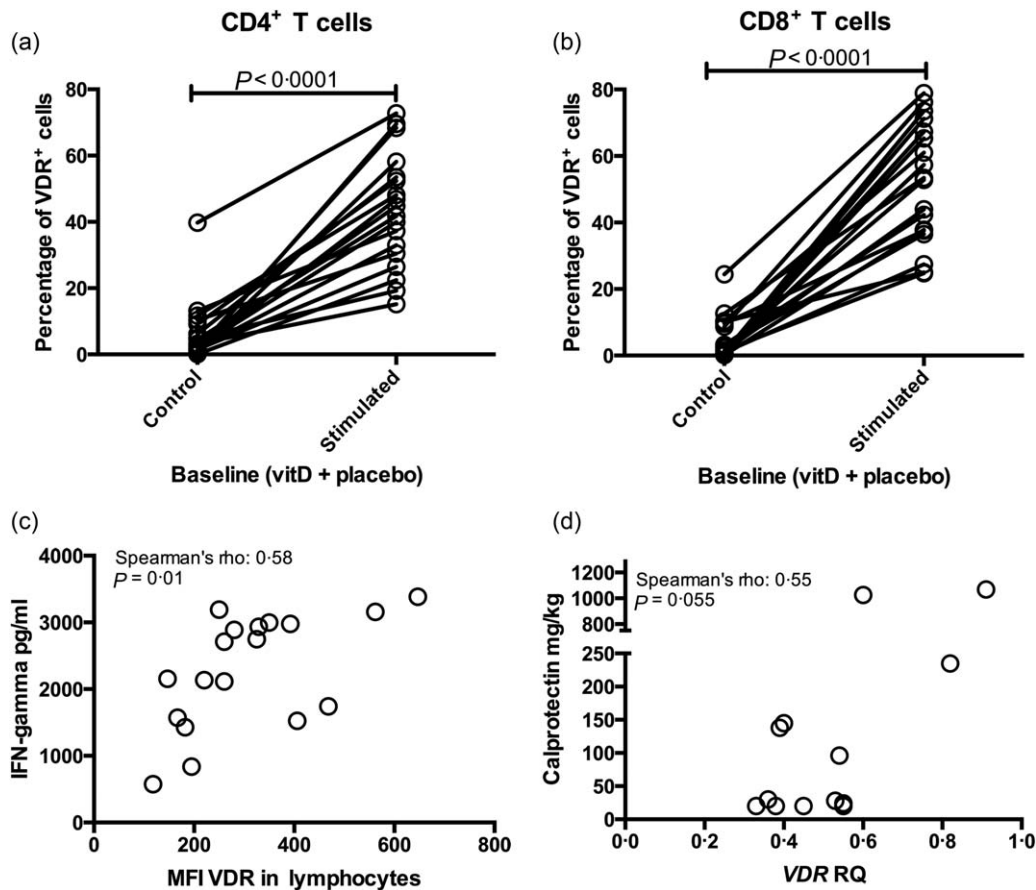 (a)
CD4+ T cells
P < 0·0001
Percentage of VDR+ cells
80
60
40
20
0
Control
Stimulated
Baseline (vitD + placebo)
(b)
CD8+ T cells
P < 0·0001
Percentage of VDR+ cells
80
60
40
20
0
Control
Stimulated
Baseline (vitD + placebo)
(c)
Spearman's rho: 0·58
P = 0·01
IFN-gamma pg/ml
4000
3000
2000
1000
0
0
200
400
600
800
MFI VDR in lymphocytes
(d)
Spearman's rho: 0·55
P = 0·055
Calprotectin mg/kg
1200
1000
800
250
200
150
100
50
0
0·0
0·2
0·4
0·6
0·8
1·0
VDR RQ